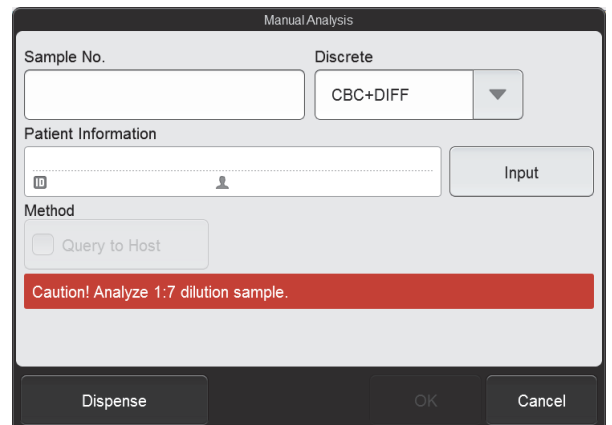 Manual Analysis
Sample No.
Discrete
CBC+DIFF
Patient Information
ID
Input
Method
Query to Host
Caution! Analyze 1:7 dilution sample.
Dispense
OK
Cancel